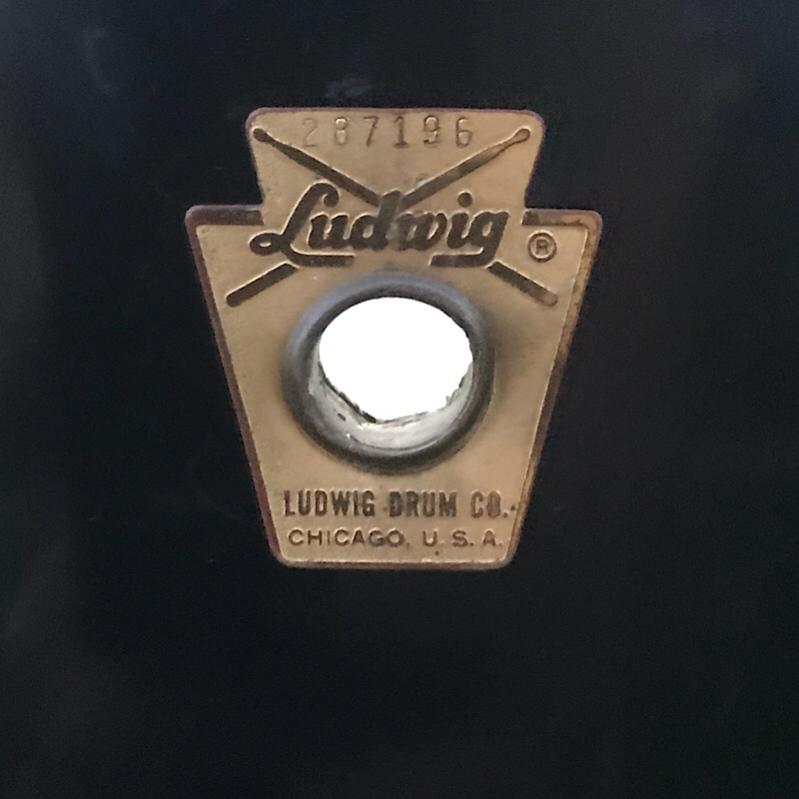 287196
Ludwig ®
LUDWIG DRUM CO.
CHICAGO, U.S.A.